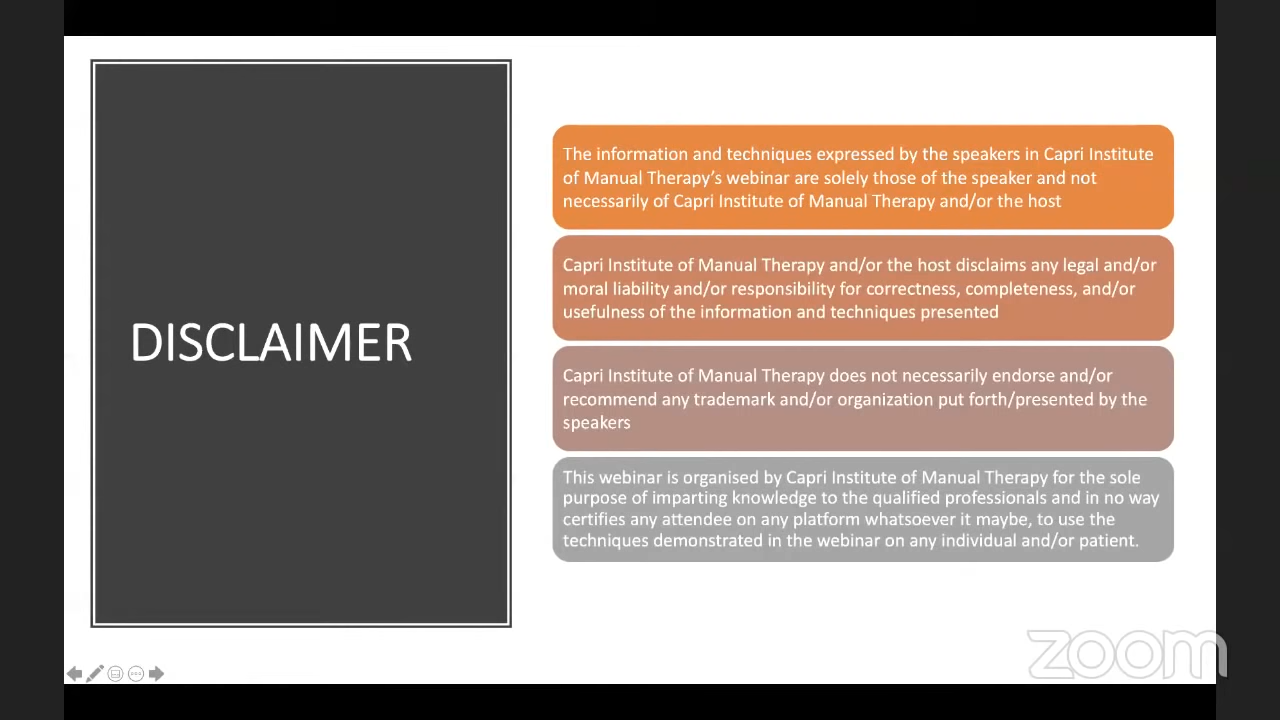 DISCLAIMER
The information and techniques expressed by the speakers in Capri Institute
of Manual Therapy's webinar are solely those of the speaker and not
necessarily of Capri Institute of Manual Therapy and/or the host
Capri Institute of Manual Therapy and/or the host disclaims any legal and/or
moral liability and/or responsibility for correctness, completeness, and/or
usefulness of the information and techniques presented
Capri Institute of Manual Therapy does not necessarily endorse and/or
recommend any trademark and/or organization put forth/presented by the
speakers
This webinar is organised by Capri Institute of Manual Therapy for the sole
purpose of imparting knowledge to the qualified professionals and in no way
certifies any attendee on any platform whatsoever it maybe, to use the
techniques demonstrated in the webinar on any individual and/or patient.
zoom